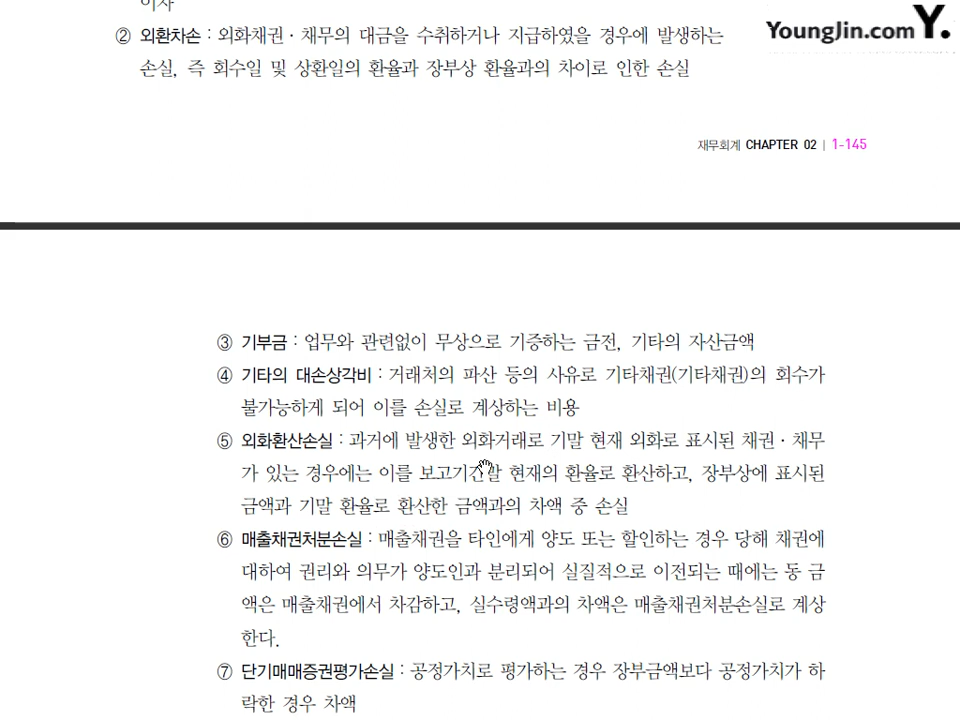 이자
② 외환차손 : 외화채권 · 채무의 대금을 수취하거나 지급하였을 경우에 발생하는
손실, 즉 회수일 및 상환일의 환율과 장부상 환율과의 차이로 인한 손실
YoungJin.com Y.
재무회계 CHAPTER 02 | 1-145
③ 기부금 : 업무와 관련없이 무상으로 기증하는 금전, 기타의 자산금액
④ 기타의 대손상각비 : 거래처의 파산 등의 사유로 기타채권(기타채권)의 회수가
불가능하게 되어 이를 손실로 계상하는 비용
⑤ 외화환산손실 : 과거에 발생한 외화거래로 기말 현재 외화로 표시된 채권 · 채무
가 있는 경우에는 이를 보고기간말 현재의 환율로 환산하고, 장부상에 표시된
금액과 기말 환율로 환산한 금액과의 차액 중 손실
⑥ 매출채권처분손실 : 매출채권을 타인에게 양도 또는 할인하는 경우 당해 채권에
대하여 권리와 의무가 양도인과 분리되어 실질적으로 이전되는 때에는 동 금
액은 매출채권에서 차감하고, 실수령액과의 차액은 매출채권처분손실로 계상
한다.
⑦ 단기매매증권평가손실 : 공정가치로 평가하는 경우 장부금액보다 공정가치가 하
락한 경우 차액